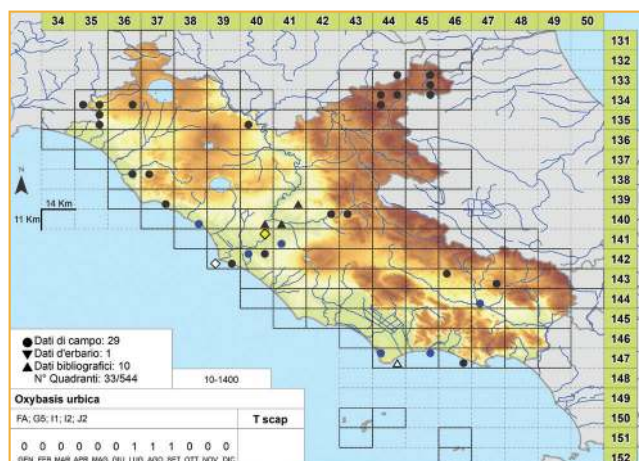 34 35 36 37 38 39 40 41 42 43 44 45 46 47 48 49 50
131
132
133
134
135
136
137
138
139
140
141
142
143
144
145
146
147
148
149
150
151
152
N
14 Km
11 Km
Dati di campo: 29
Dati d'erbario: 1
Dati bibliografici: 10
N° Quadranti: 33/544
10-1400
Oxybasis urbica
FA; G5; I1; I2; J2
T scap
0 0 0 0 0 0 1 1 1 0 0 0
GEN FEB MAR APR MAG GIU LUG AGO SET OTT NOV DIC